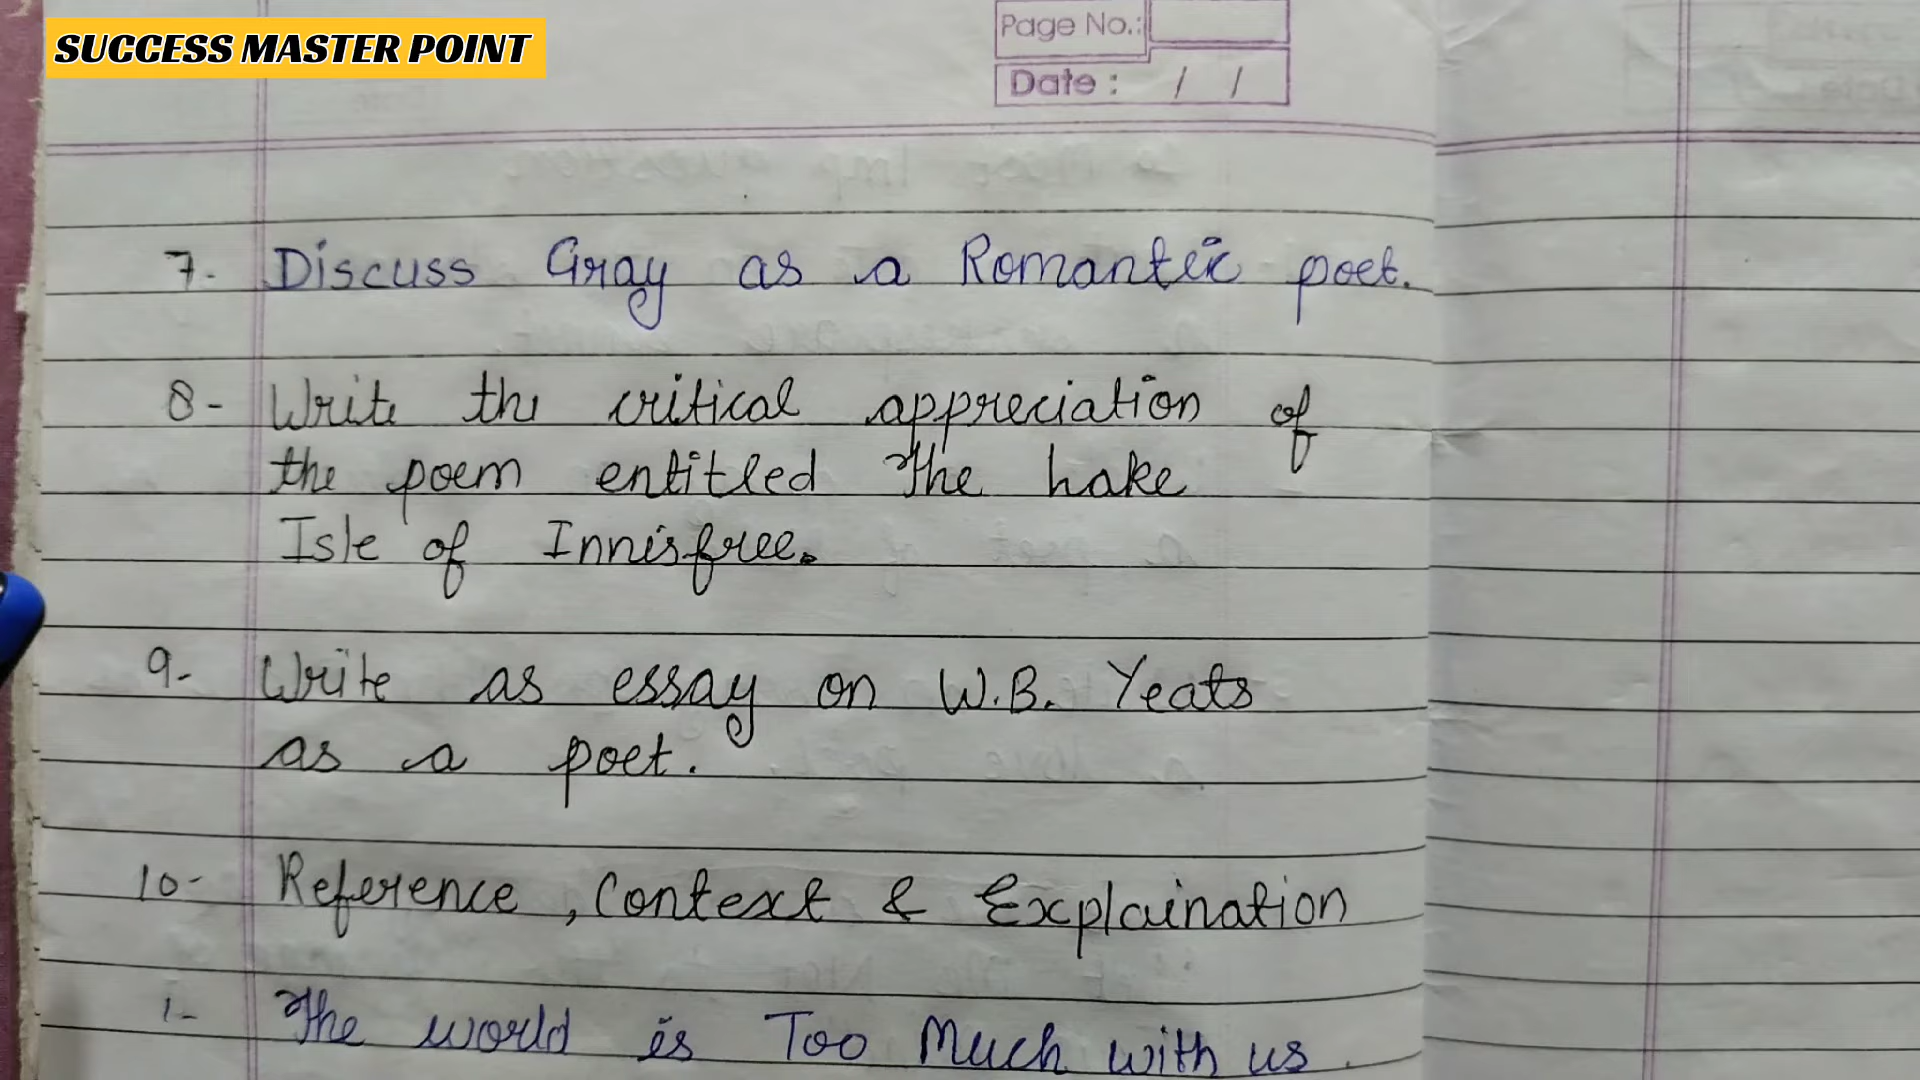 SUCCESS MASTER POINT
Page No.:
Date : / /
7. Discuss Gray as a Romantic poet.
8- Write the critical appreciation of
the poem entitled The Lake
Isle of Innisfree.
9- Write as essay on W.B. Yeats
as a poet.
10- Reference, Context & Explaination
1- The world is Too Much with us.